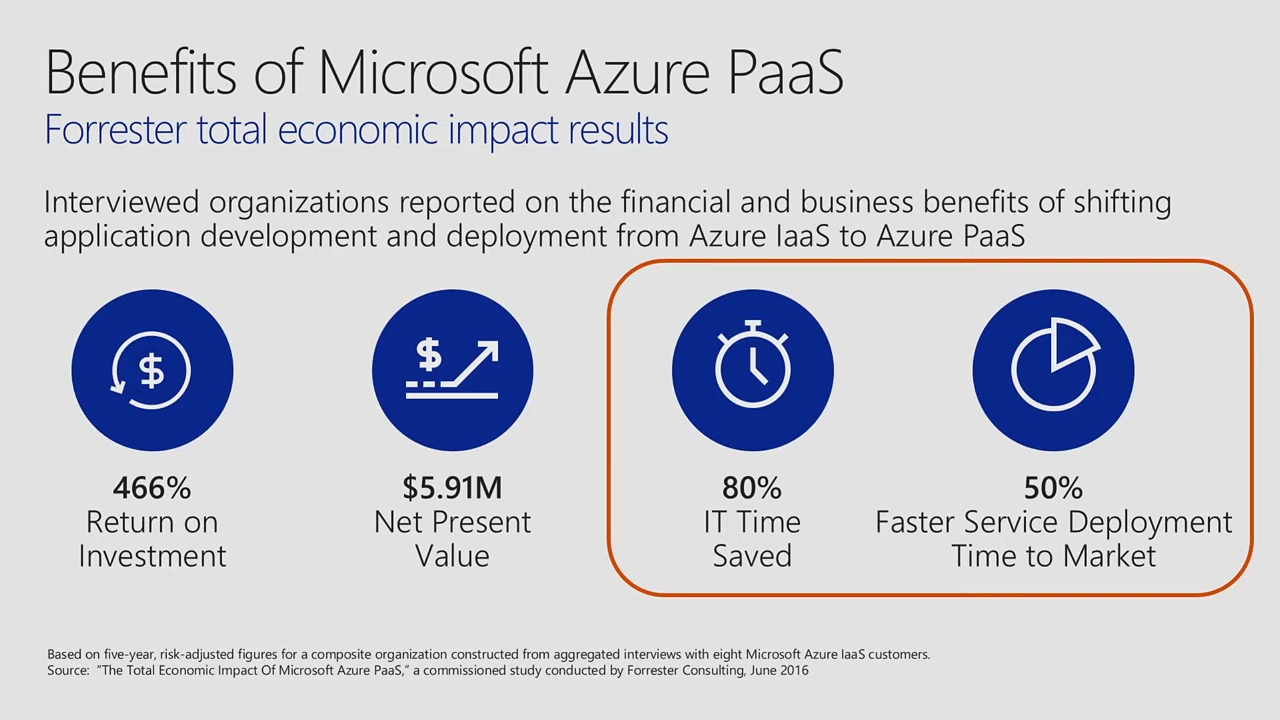 Benefits of Microsoft Azure PaaS
Forrester total economic impact results
Interviewed organizations reported on the financial and business benefits of shifting
application development and deployment from Azure IaaS to Azure PaaS
$
$
466%
Return on
Investment
$5.91M
Net Present
Value
80%
IT Time
Saved
50%
Faster Service Deployment
Time to Market
Based on five-year, risk-adjusted figures for a composite organization constructed from aggregated interviews with eight Microsoft Azure IaaS customers.
Source:  “The Total Economic Impact Of Microsoft Azure PaaS,” a commissioned study conducted by Forrester Consulting, June 2016